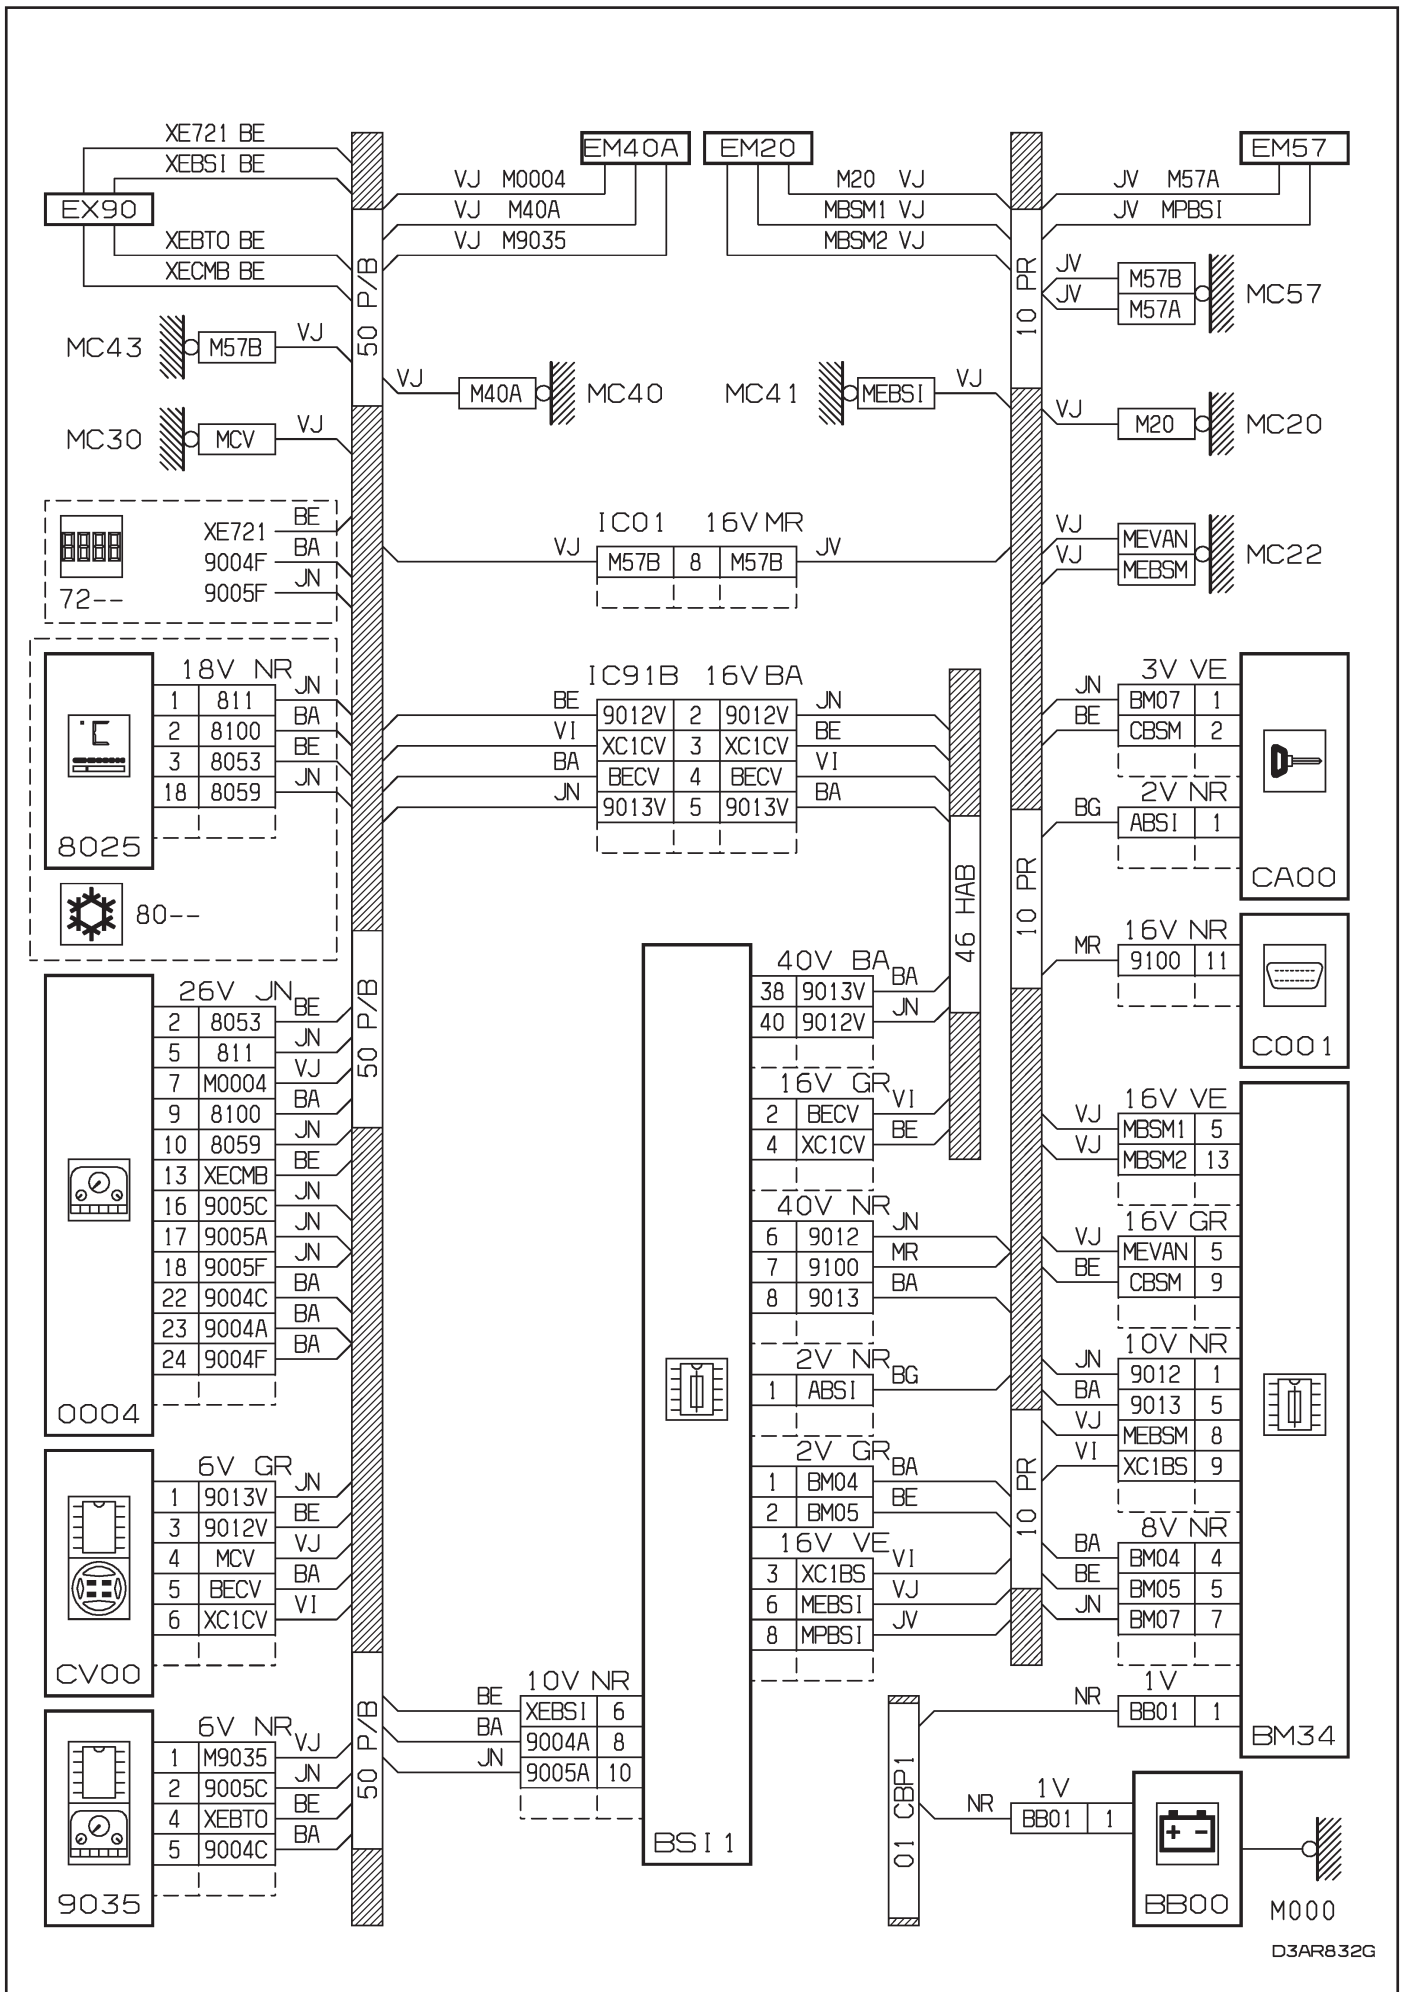 XE721 BE
XEBSI BE
EX90
XEBTO BE
XECMB BE
50 P/B
EM40A
VJ M0004
VJ M40A
VJ M9035
EM20
M20 VJ
MBSM1 VJ
MBSM2 VJ
10 PR
EM57
JV M57A
JV MPBSI
JV M57B
JV M57A
MC57
MC43 M57B VJ
VJ M40A MC40
MC41 MEBSI VJ
VJ M20 MC20
MC30 MCV VJ
72--
XE721 BE
9004F BA
9005F JN
IC01 16V MR
VJ M57B 8 M57B JV
VJ MEVAN
VJ MEBSM
MC22
8025
18V NR
1 811 JN
2 8100 BA
3 8053 BE
18 8059 JN
80--
IC91B 16V BA
BE 9012V 2 9012V JN
VI XC1CV 3 XC1CV BE
BA BECV 4 BECV VI
JN 9013V 5 9013V BA
46 HAB
10 PR
3V VE
JN BM07 1
BE CBSM 2
2V NR
BG ABSI 1
CA00
16V NR
MR 9100 11
C001
50 P/B
26V JN
2 8053 BE
5 811 JN
7 M0004 VJ
9 8100 BA
10 8059 JN
13 XECMB BE
16 9005C JN
17 9005A JN
18 9005F JN
22 9004C BA
23 9004A BA
24 9004F BA
0004
6V GR
1 9013V JN
3 9012V BE
4 MCV VJ
5 BECV BA
6 XC1CV VI
CV00
6V NR
1 M9035 VJ
2 9005C JN
4 XEBTO BE
5 9004C BA
9035
50 P/B
10V NR
BE XEBSI 6
BA 9004A 8
JN 9005A 10
BSI1
40V BA
38 9013V BA
40 9012V JN
16V GR
2 BECV VI
4 XC1CV BE
40V NR
6 9012 JN
7 9100 MR
8 9013 BA
2V NR
1 ABSI BG
2V GR
1 BM04 BA
2 BM05 BE
16V VE
3 XC1BS VI
6 MEBSI VJ
8 MPBSI JV
10 PR
16V VE
VJ MBSM1 5
VJ MBSM2 13
16V GR
VJ MEVAN 5
BE CBSM 9
10V NR
JN 9012 1
BA 9013 5
VJ MEBSM 8
VI XC1BS 9
8V NR
BA BM04 4
BE BM05 5
JN BM07 7
1V
NR BB01 1
BM34
01 CBP1
1V
NR BB01 1
+ -
BB00
M000
D3AR832G
°C